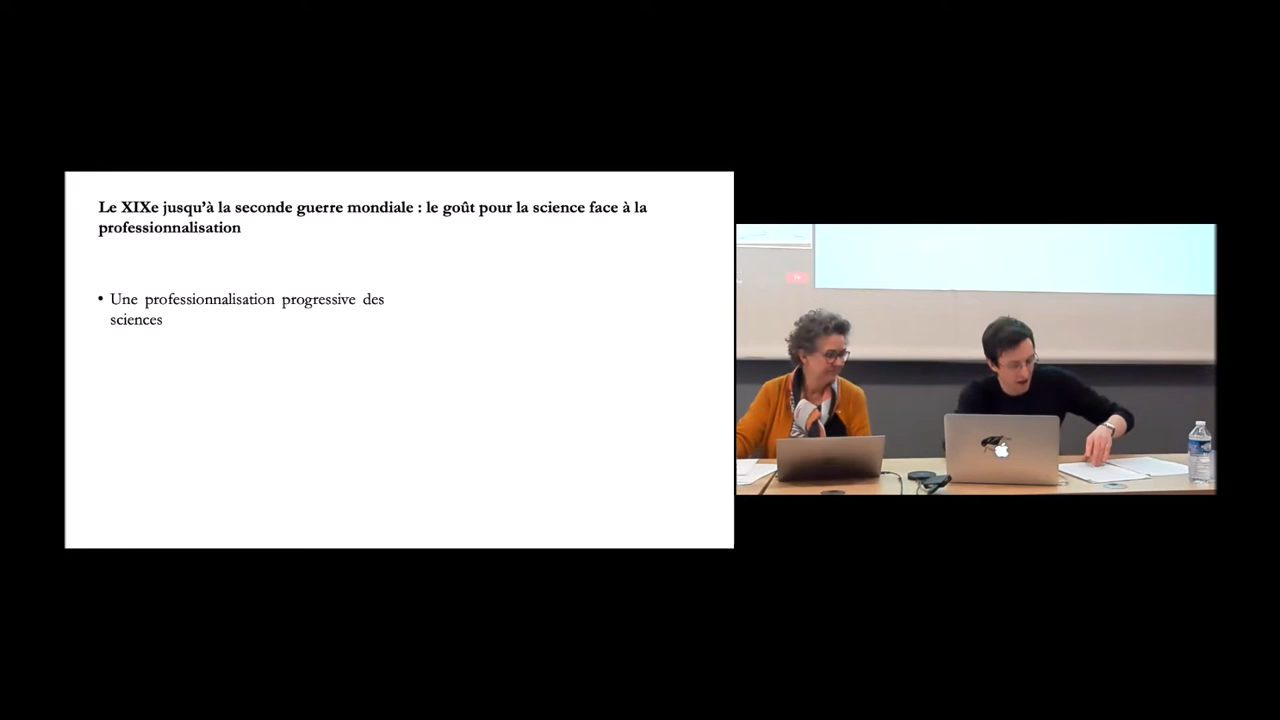 Le XIXe jusqu’à la seconde guerre mondiale : le goût pour la science face à la
professionnalisation
• Une professionnalisation progressive des
sciences